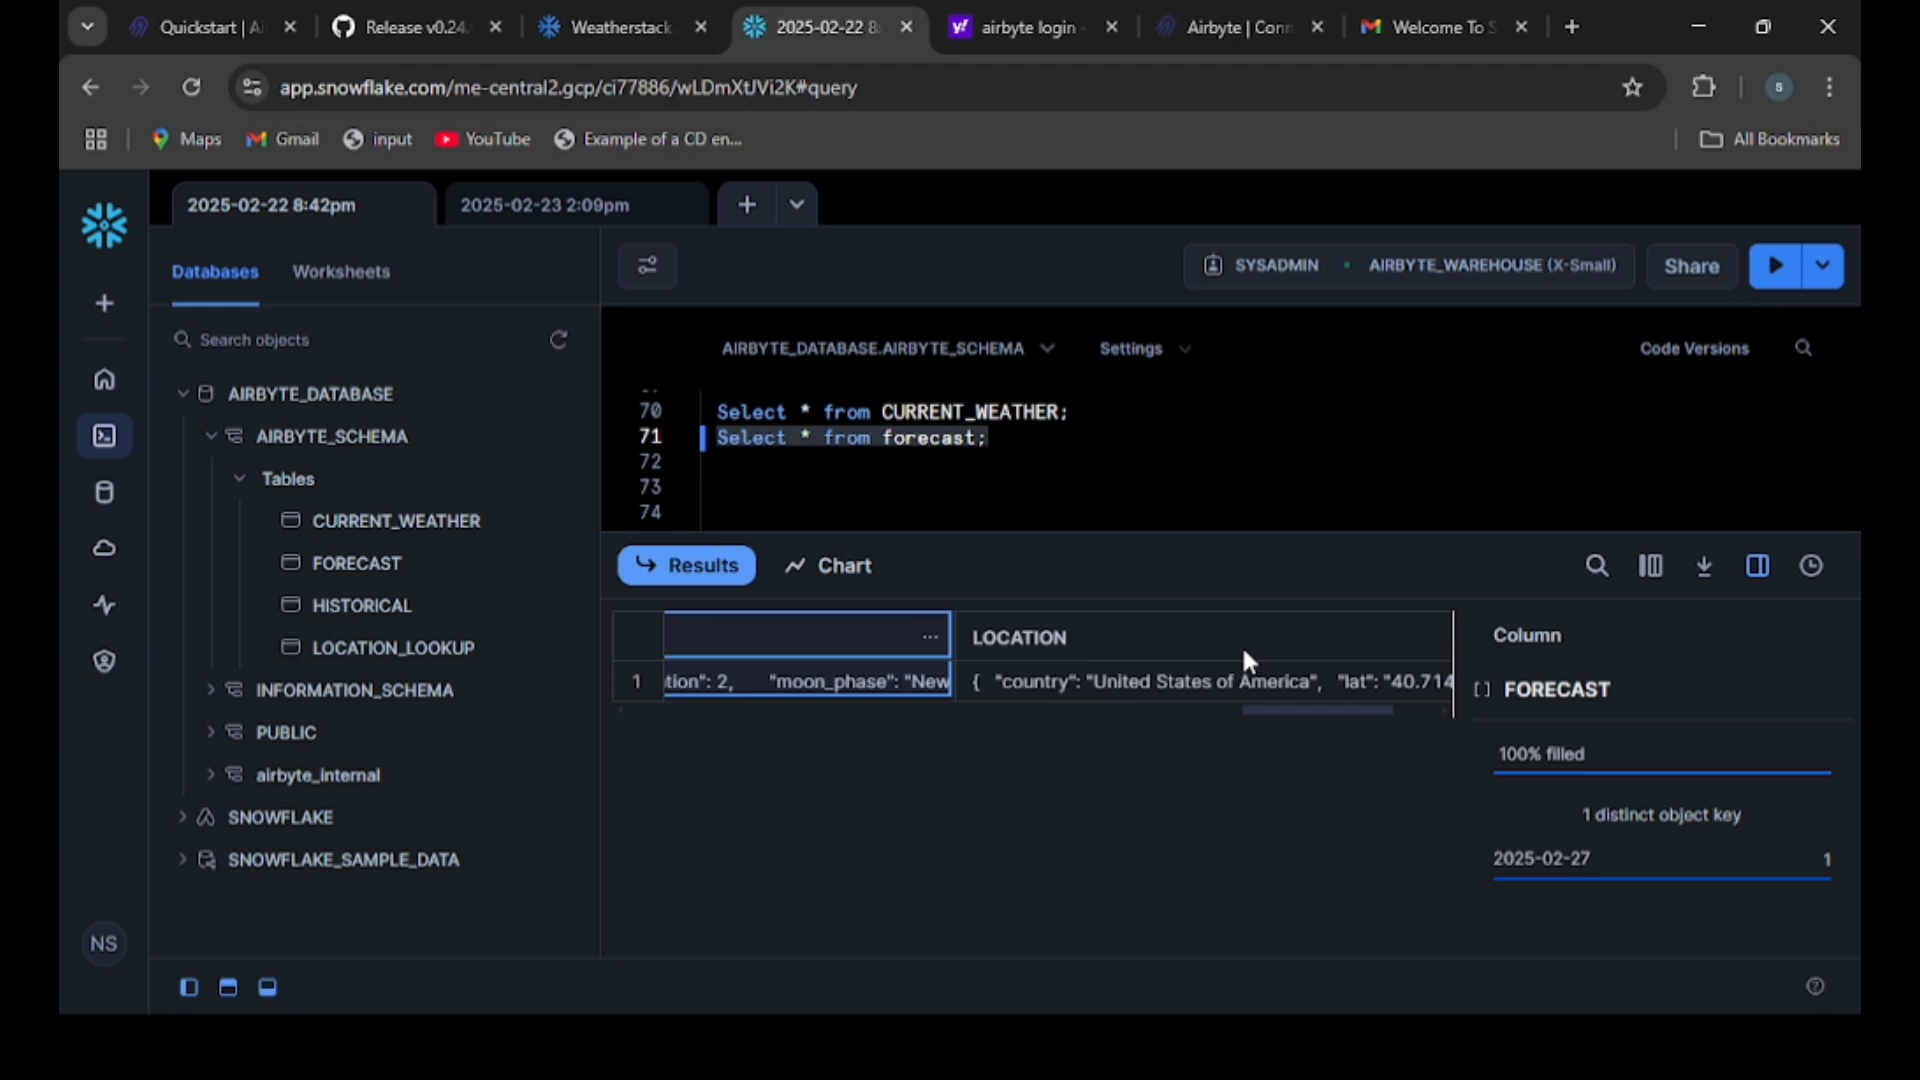 Quickstart | Ai
Release v0.24.
Weatherstack
2025-02-22 8:
airbyte login -
Airbyte | Conn
Welcome To S
app.snowflake.com/me-central2.gcp/ci77886/wLDmXtJVi2K#query
S
Maps
Gmail
input
YouTube
Example of a CD en...
All Bookmarks
2025-02-22 8:42pm
2025-02-23 2:09pm
Databases
Worksheets
SYSADMIN
AIRBYTE_WAREHOUSE (X-Small)
Share
Search objects
AIRBYTE_DATABASE.AIRBYTE_SCHEMA
Settings
Code Versions
AIRBYTE_DATABASE
AIRBYTE_SCHEMA
Tables
CURRENT_WEATHER
FORECAST
HISTORICAL
LOCATION_LOOKUP
INFORMATION_SCHEMA
PUBLIC
airbyte_internal
SNOWFLAKE
SNOWFLAKE_SAMPLE_DATA
NS
70 Select * from CURRENT_WEATHER;
71 Select * from forecast;
72
73
74
Results
Chart
... LOCATION
1 tion": 2, "moon_phase": "New { "country": "United States of America", "lat": "40.714
Column
[] FORECAST
100% filled
1 distinct object key
2025-02-27 1